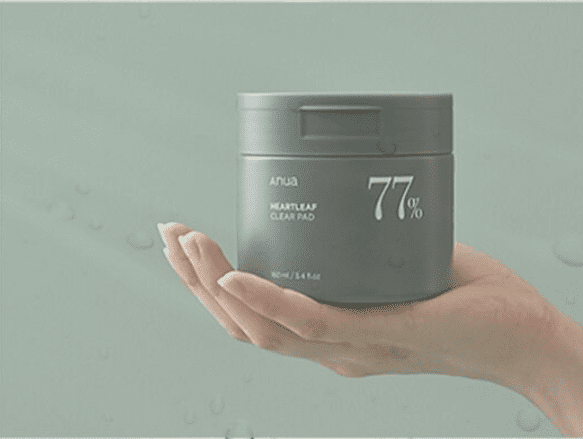 Anua
77%
HEARTLEAF
CLEAR PAD
160 ml / 5.4 fl.oz